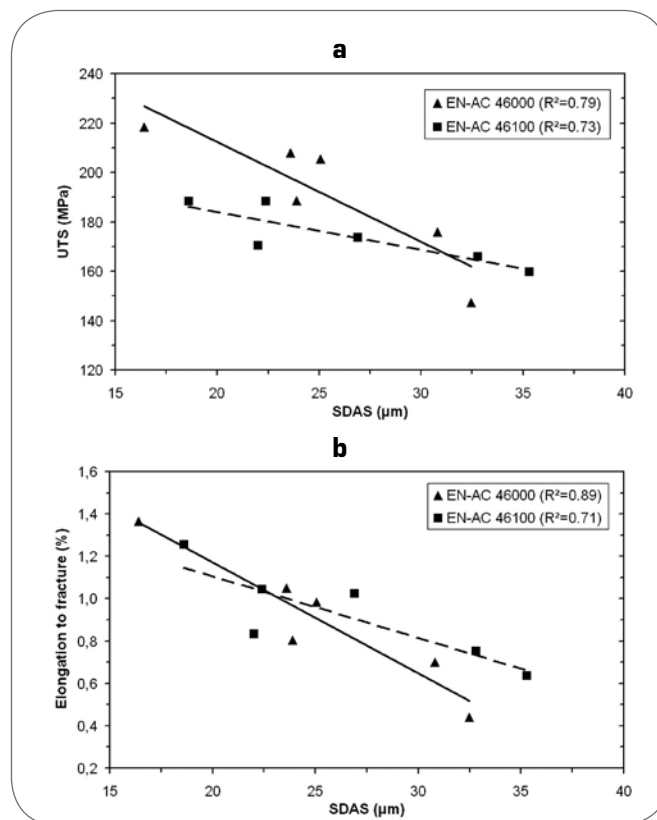 a
240
220
200
180
160
140
120
UTS (MPa)
▲ EN-AC 46000 (R²=0.79)
■ EN-AC 46100 (R²=0.73)
15 20 25 30 35 40
SDAS (µm)
b
1,6
1,4
1,2
1,0
0,8
0,6
0,4
0,2
Elongation to fracture (%)
▲ EN-AC 46000 (R²=0.89)
■ EN-AC 46100 (R²=0.71)
15 20 25 30 35 40
SDAS (µm)